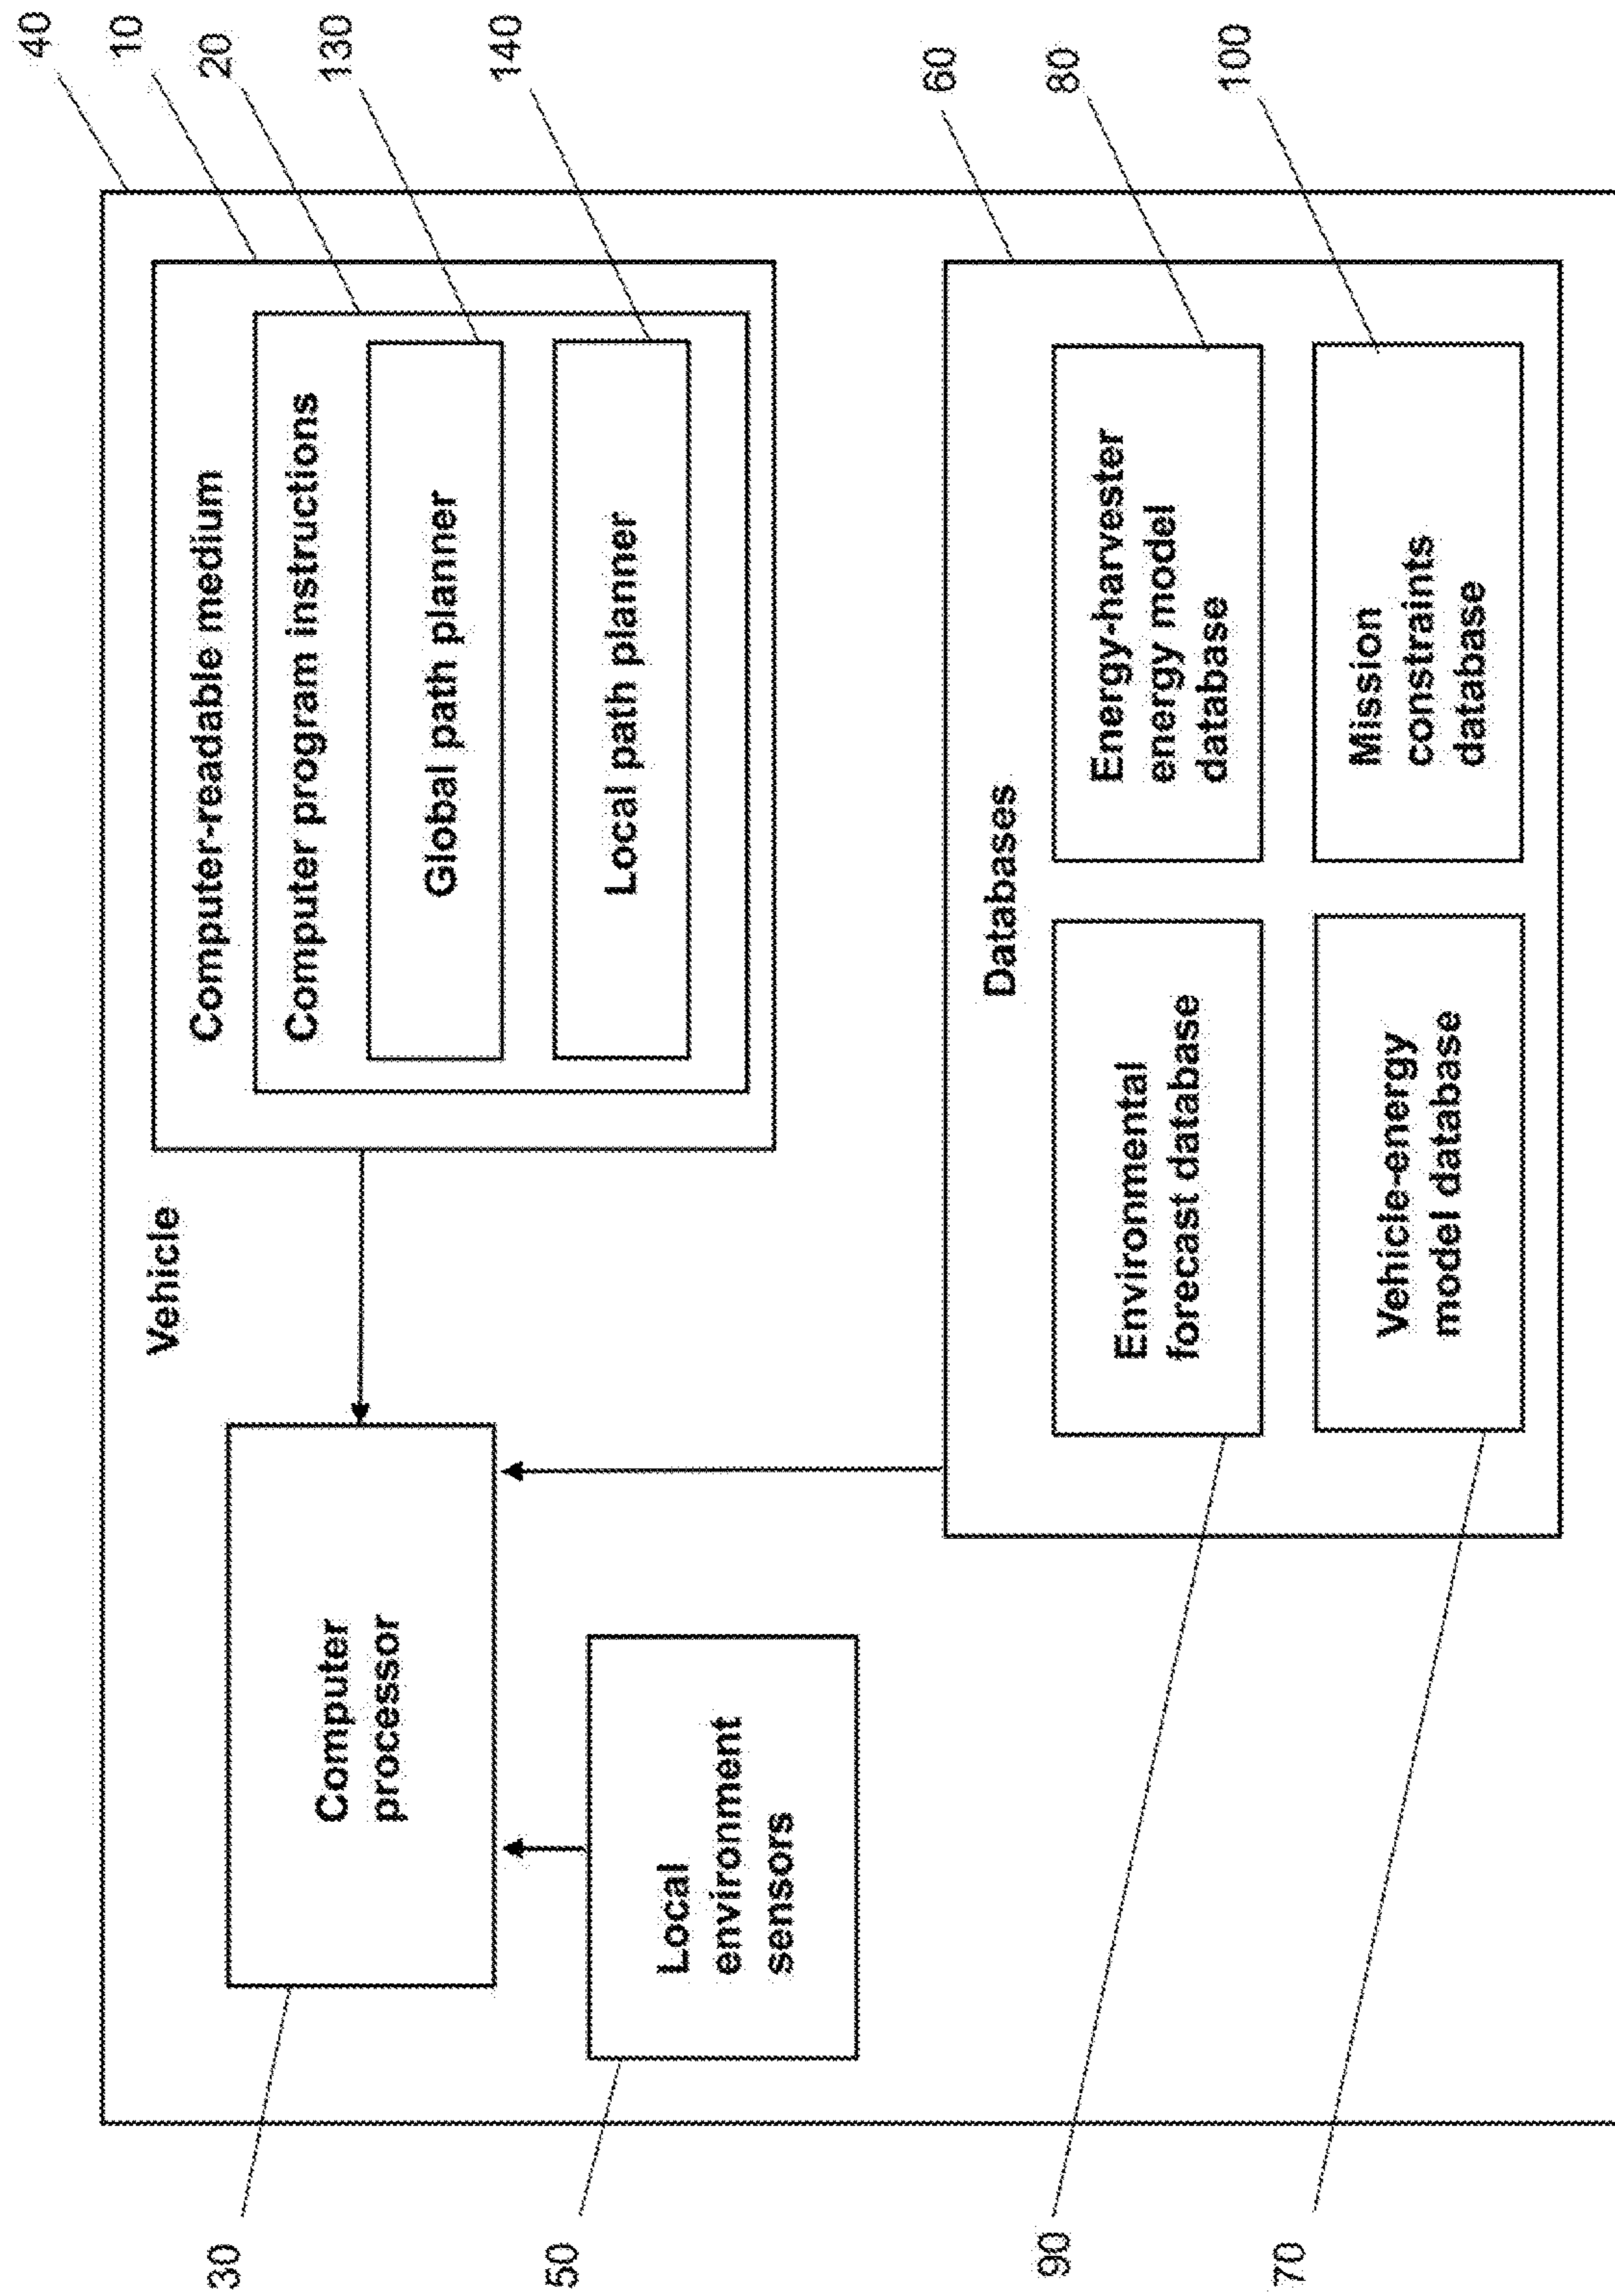 40
10
20
130
140
Vehicle
Computer-readable medium
Computer program instructions
Global path planner
Local path planner
Computer
processor
30
Local
environment
sensors
50
60
80
100
Databases
Environmental
forecast database
Energy-harvester
energy model
database
Vehicle-energy
model database
Mission
constraints
database
90
70